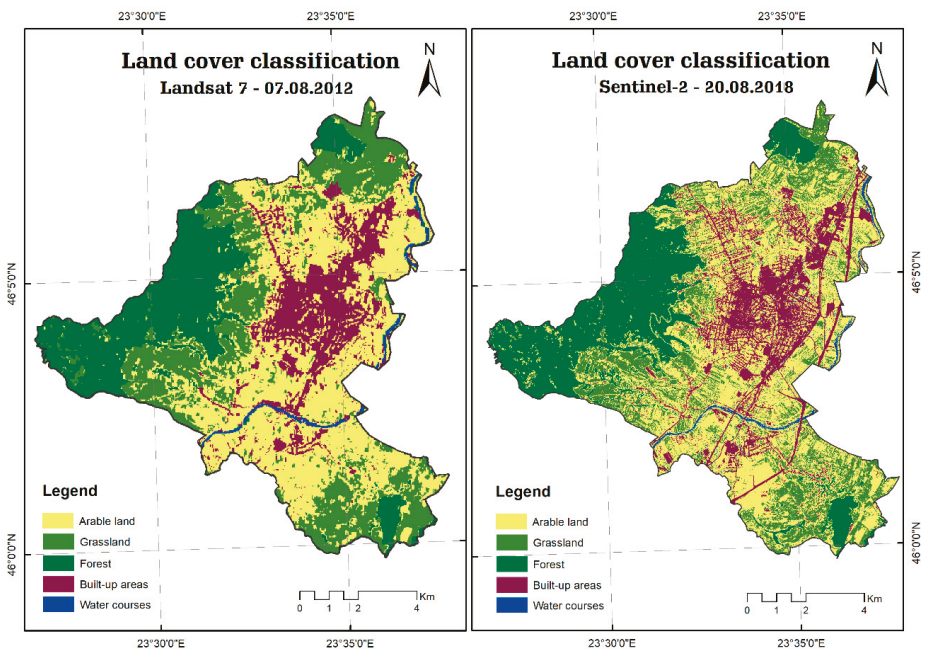 23°30'0"E 23°35'0"E 23°30'0"E 23°35'0"E
Land cover classification
Landsat 7 - 07.08.2012
N
46°5'0"N
46°0'0"N
Legend
Arable land
Grassland
Forest
Built-up areas
Water courses
0 1 2 4 Km
Land cover classification
Sentinel-2 - 20.08.2018
N
46°5'0"N
46°0'0"N
Legend
Arable land
Grassland
Forest
Built-up areas
Water courses
0 1 2 4 Km
23°30'0"E 23°35'0"E 23°30'0"E 23°35'0"E